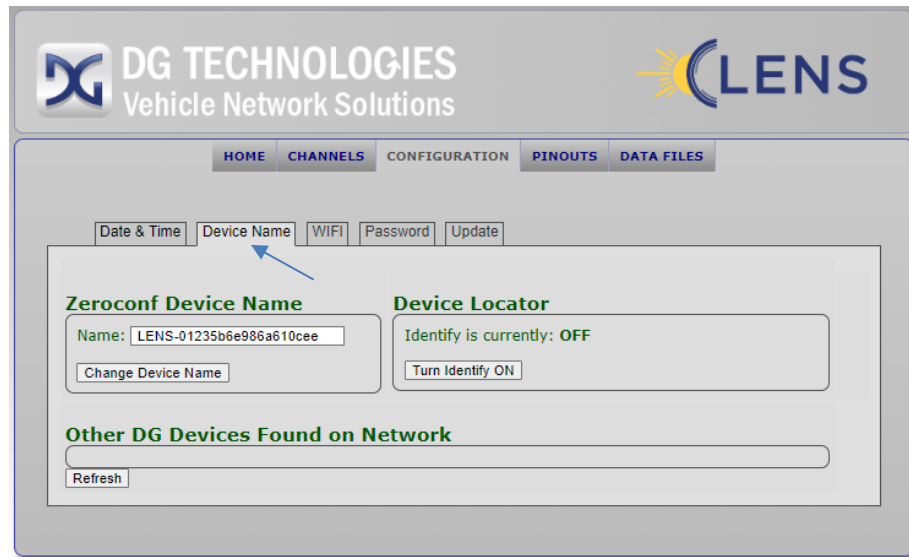 DG TECHNOLOGIES
Vehicle Network Solutions
LENS
HOME CHANNELS CONFIGURATION PINOUTS DATA FILES
Date & Time Device Name WIFI Password Update
Zeroconf Device Name
Name: LENS-01235b6e986a610cee
Change Device Name
Device Locator
Identify is currently: OFF
Turn Identify ON
Other DG Devices Found on Network
Refresh